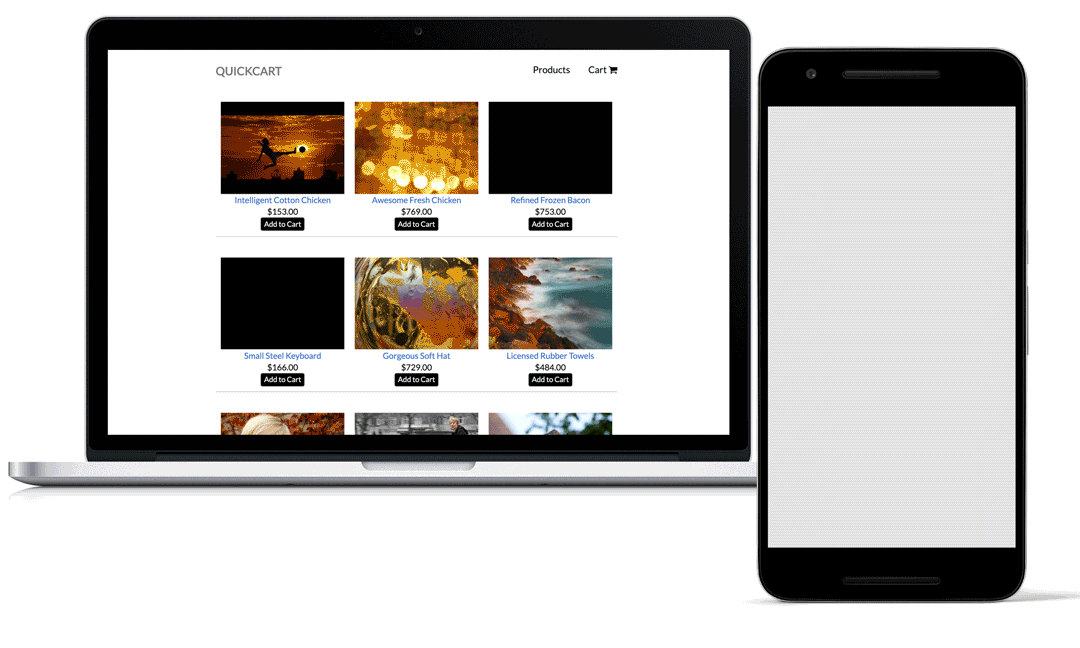 QUICKCART
Products Cart
Intelligent Cotton Chicken
$153.00
Add to Cart
Awesome Fresh Chicken
$769.00
Add to Cart
Refined Frozen Bacon
$753.00
Add to Cart
Small Steel Keyboard
$166.00
Add to Cart
Gorgeous Soft Hat
$729.00
Add to Cart
Licensed Rubber Towels
$484.00
Add to Cart